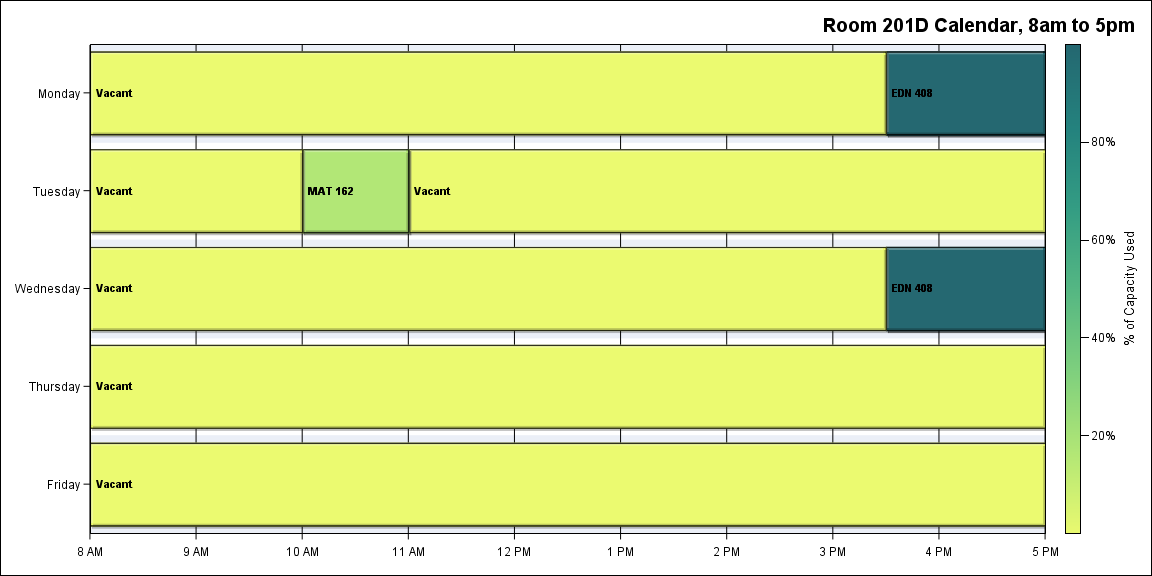 Room 201D Calendar, 8am to 5pm
Monday
Vacant
EDN 408
Tuesday
Vacant
MAT 162
Vacant
Wednesday
Vacant
EDN 408
Thursday
Vacant
Friday
Vacant
8 AM
9 AM
10 AM
11 AM
12 PM
1 PM
2 PM
3 PM
4 PM
5 PM
80%
60%
40%
20%
% of Capacity Used